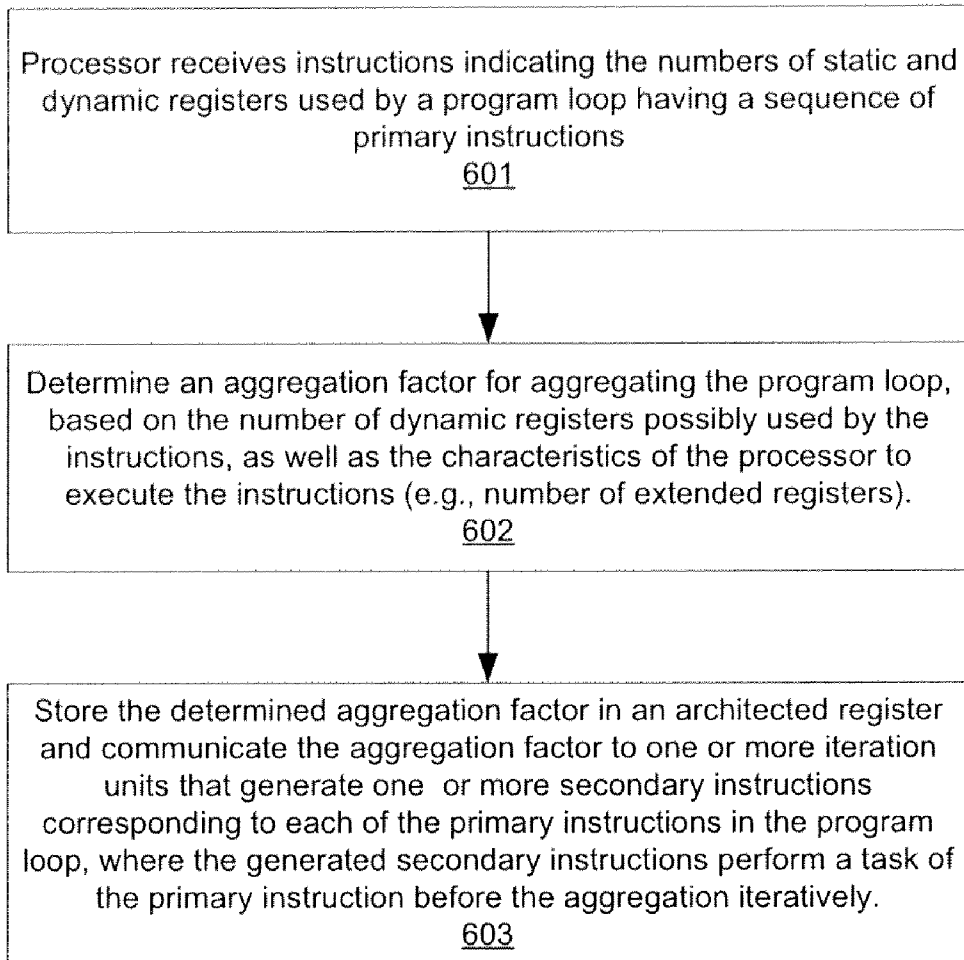 Processor receives instructions indicating the numbers of static and
dynamic registers used by a program loop having a sequence of
primary instructions
601
Determine an aggregation factor for aggregating the program loop,
based on the number of dynamic registers possibly used by the
instructions, as well as the characteristics of the processor to
execute the instructions (e.g., number of extended registers).
602
Store the determined aggregation factor in an architected register
and communicate the aggregation factor to one or more iteration
units that generate one or more secondary instructions
corresponding to each of the primary instructions in the program
loop, where the generated secondary instructions perform a task of
the primary instruction before the aggregation iteratively.
603